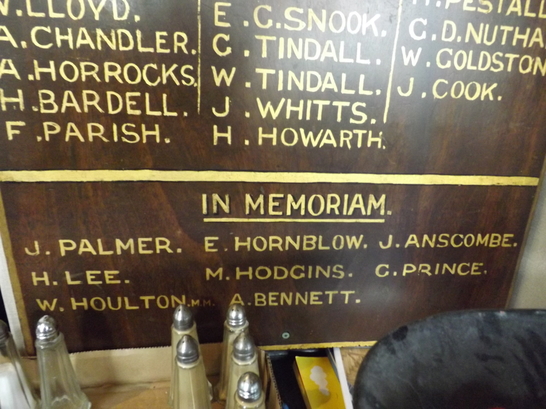 W. LLOYD.
A. CHANDLER.
A. HORROCKS.
H. BARDELL.
F. PARISH.
E. G. SNOOK.
G. TINDALL.
W. TINDALL.
J. WHITTS.
H. HOWARTH.
G. D. NUTHA
W. GOLDSTON
J. COOK.
IN MEMORIAM.
J. PALMER. E. HORNBLOW. J. ANSCOMBE.
H. LEE. M. HODGINS. G. PRINCE.
W. HOULTON. M.M. A. BENNETT.